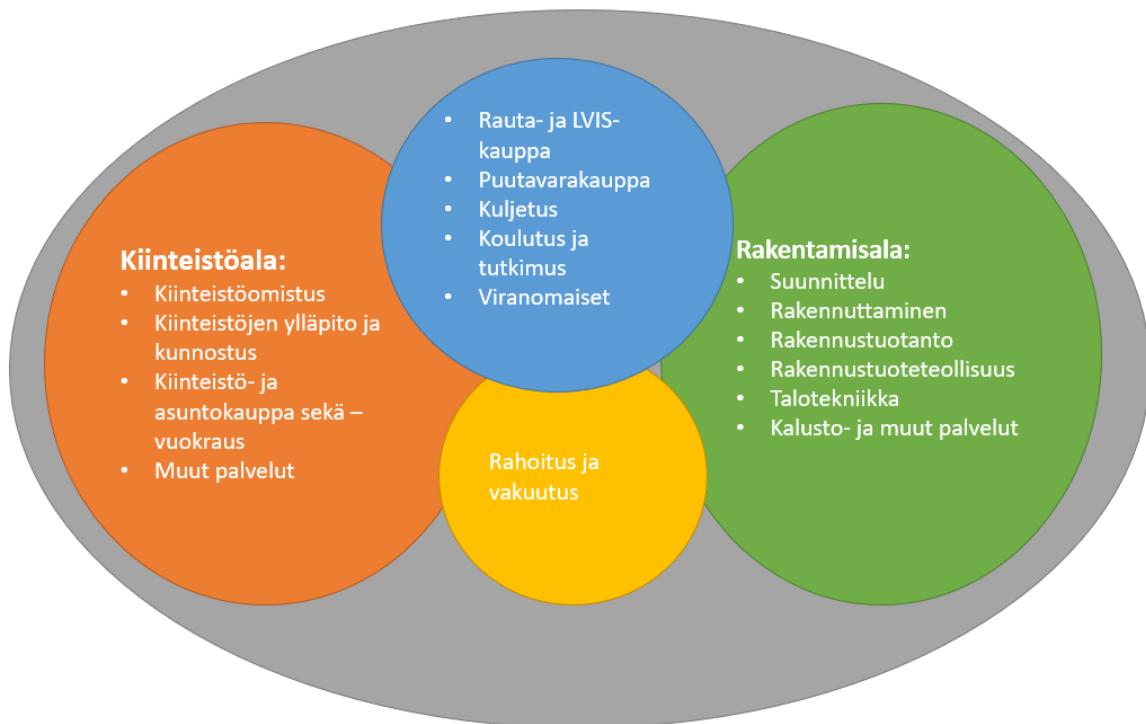 Kiinteistöala:
• Kiinteistöomistus
• Kiinteistöjen ylläpito ja
kunnostus
• Kiinteistö- ja
asuntokauppa sekä –
vuokraus
• Muut palvelut
• Rauta- ja LVIS-
kauppa
• Puutavarakauppa
• Kuljetus
• Koulutus ja
tutkimus
• Viranomaiset
Rahoitus ja
vakuutus
Rakentamisala:
• Suunnittelu
• Rakennuttaminen
• Rakennustuotanto
• Rakennustuoteteollisuus
• Talotekniikka
• Kalusto- ja muut palvelut